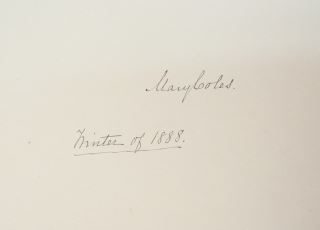 Mary Coles.
Winter of 1888.